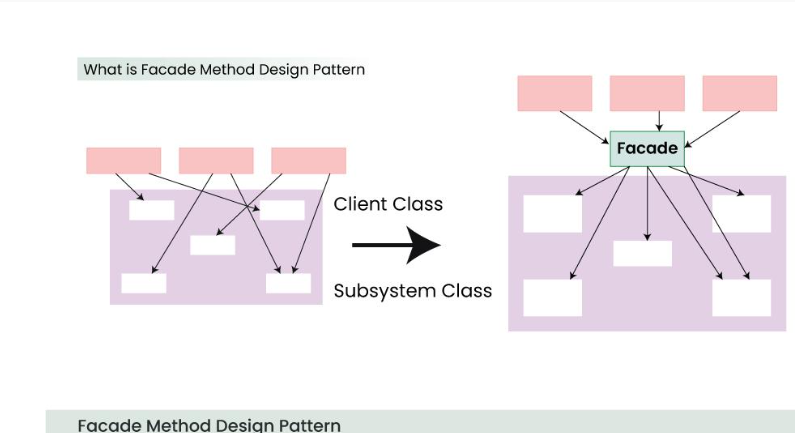 What is Facade Method Design Pattern
Client Class
Subsystem Class
Facade
Facade Method Design Pattern